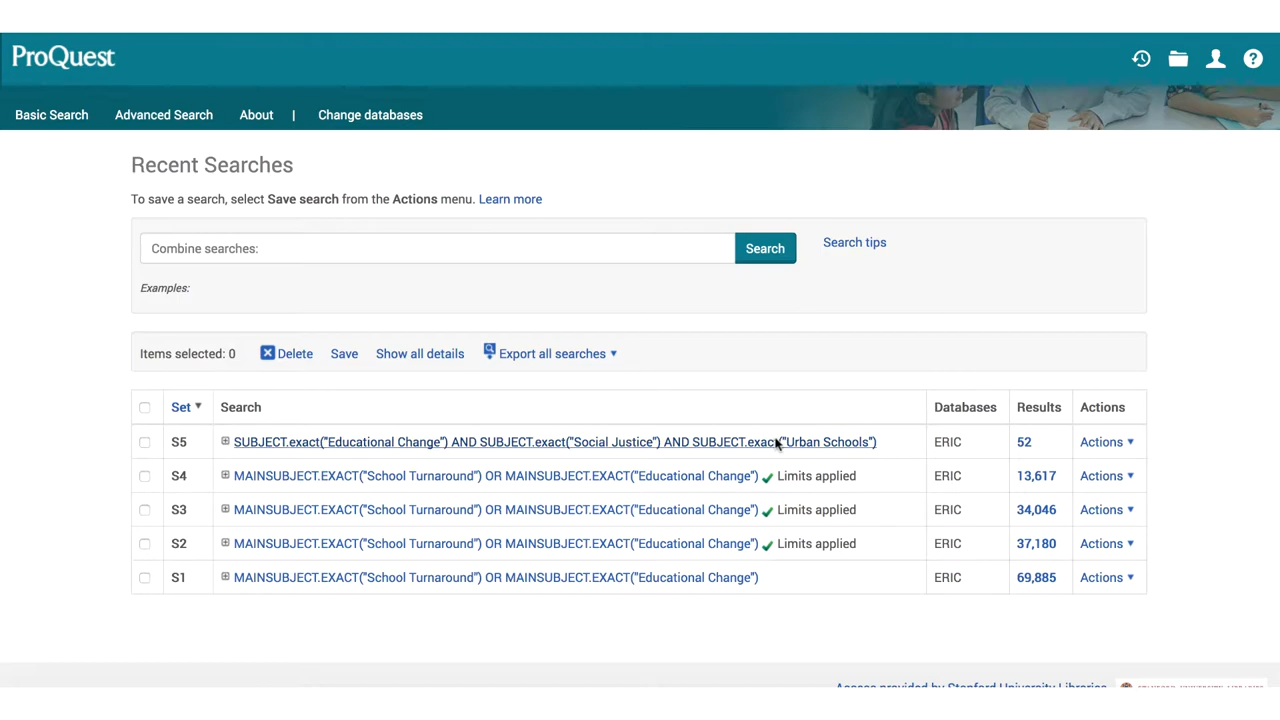 ProQuest
Basic Search Advanced Search About | Change databases
Recent Searches
To save a search, select Save search from the Actions menu. Learn more
Combine searches: Search Search tips
Examples:
Items selected: 0 Delete Save Show all details Export all searches
Set Search Databases Results Actions
S5 SUBJECT.exact("Educational Change") AND SUBJECT.exact("Social Justice") AND SUBJECT.exact("Urban Schools") ERIC 52 Actions
S4 MAINSUBJECT.EXACT("School Turnaround") OR MAINSUBJECT.EXACT("Educational Change") Limits applied ERIC 13,617 Actions
S3 MAINSUBJECT.EXACT("School Turnaround") OR MAINSUBJECT.EXACT("Educational Change") Limits applied ERIC 34,046 Actions
S2 MAINSUBJECT.EXACT("School Turnaround") OR MAINSUBJECT.EXACT("Educational Change") Limits applied ERIC 37,180 Actions
S1 MAINSUBJECT.EXACT("School Turnaround") OR MAINSUBJECT.EXACT("Educational Change") ERIC 69,885 Actions
Access provided by Stanford University Libraries